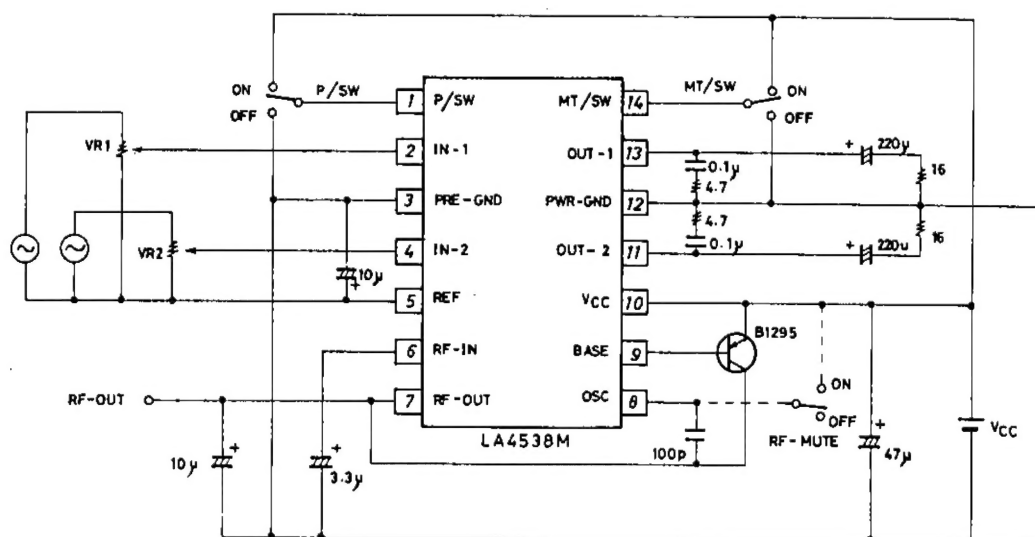 ON
P/SW
OFF
MT/SW
ON
OFF
1 P/SW
MT/SW 14
VR1
2 IN-1
OUT-1 13
+ 220µ
0.1µ
4.7
16
3 PRE-GND
PWR-GND 12
4.7
0.1µ
16
VR2
4 IN-2
OUT-2 11
+ 220u
10µ
+
5 REF
VCC 10
B1295
6 RF-IN
BASE 9
RF-OUT
7 RF-OUT
OSC 8
ON
OFF
RF-MUTE
LA4538M
100p
+
10µ
+
3.3µ
+
47µ
VCC